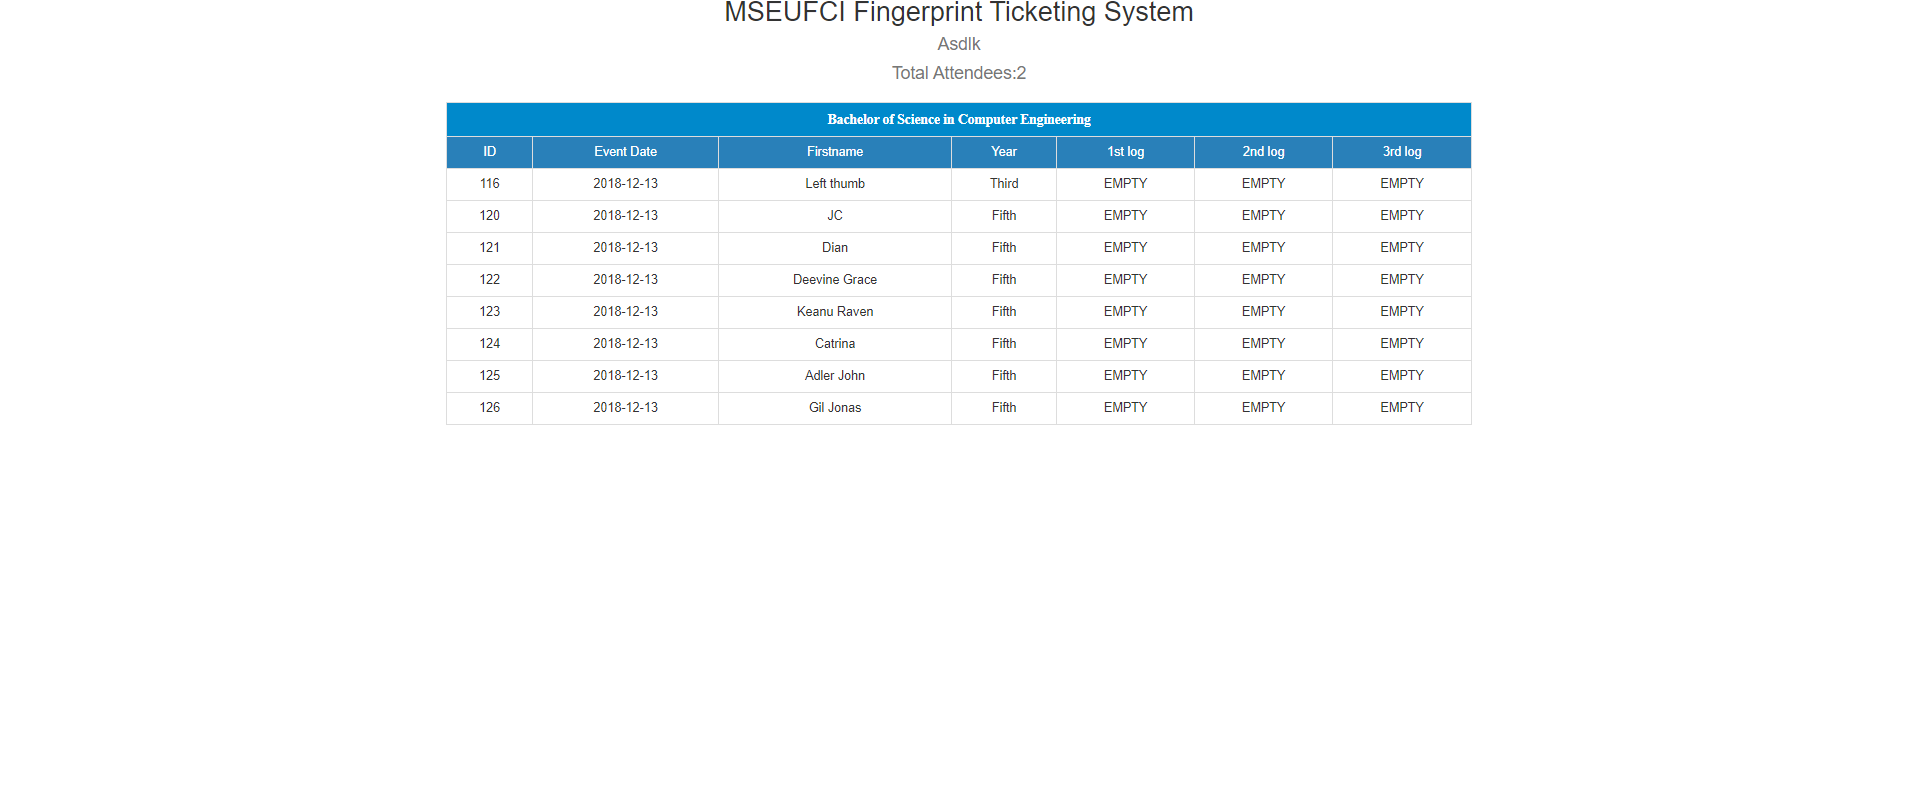 MSEUFCI Fingerprint Ticketing System
Asdlk
Total Attendees:2
Bachelor of Science in Computer Engineering
ID Event Date Firstname Year 1st log 2nd log 3rd log
116 2018-12-13 Left thumb Third EMPTY EMPTY EMPTY
120 2018-12-13 JC Fifth EMPTY EMPTY EMPTY
121 2018-12-13 Dian Fifth EMPTY EMPTY EMPTY
122 2018-12-13 Deevine Grace Fifth EMPTY EMPTY EMPTY
123 2018-12-13 Keanu Raven Fifth EMPTY EMPTY EMPTY
124 2018-12-13 Catrina Fifth EMPTY EMPTY EMPTY
125 2018-12-13 Adler John Fifth EMPTY EMPTY EMPTY
126 2018-12-13 Gil Jonas Fifth EMPTY EMPTY EMPTY